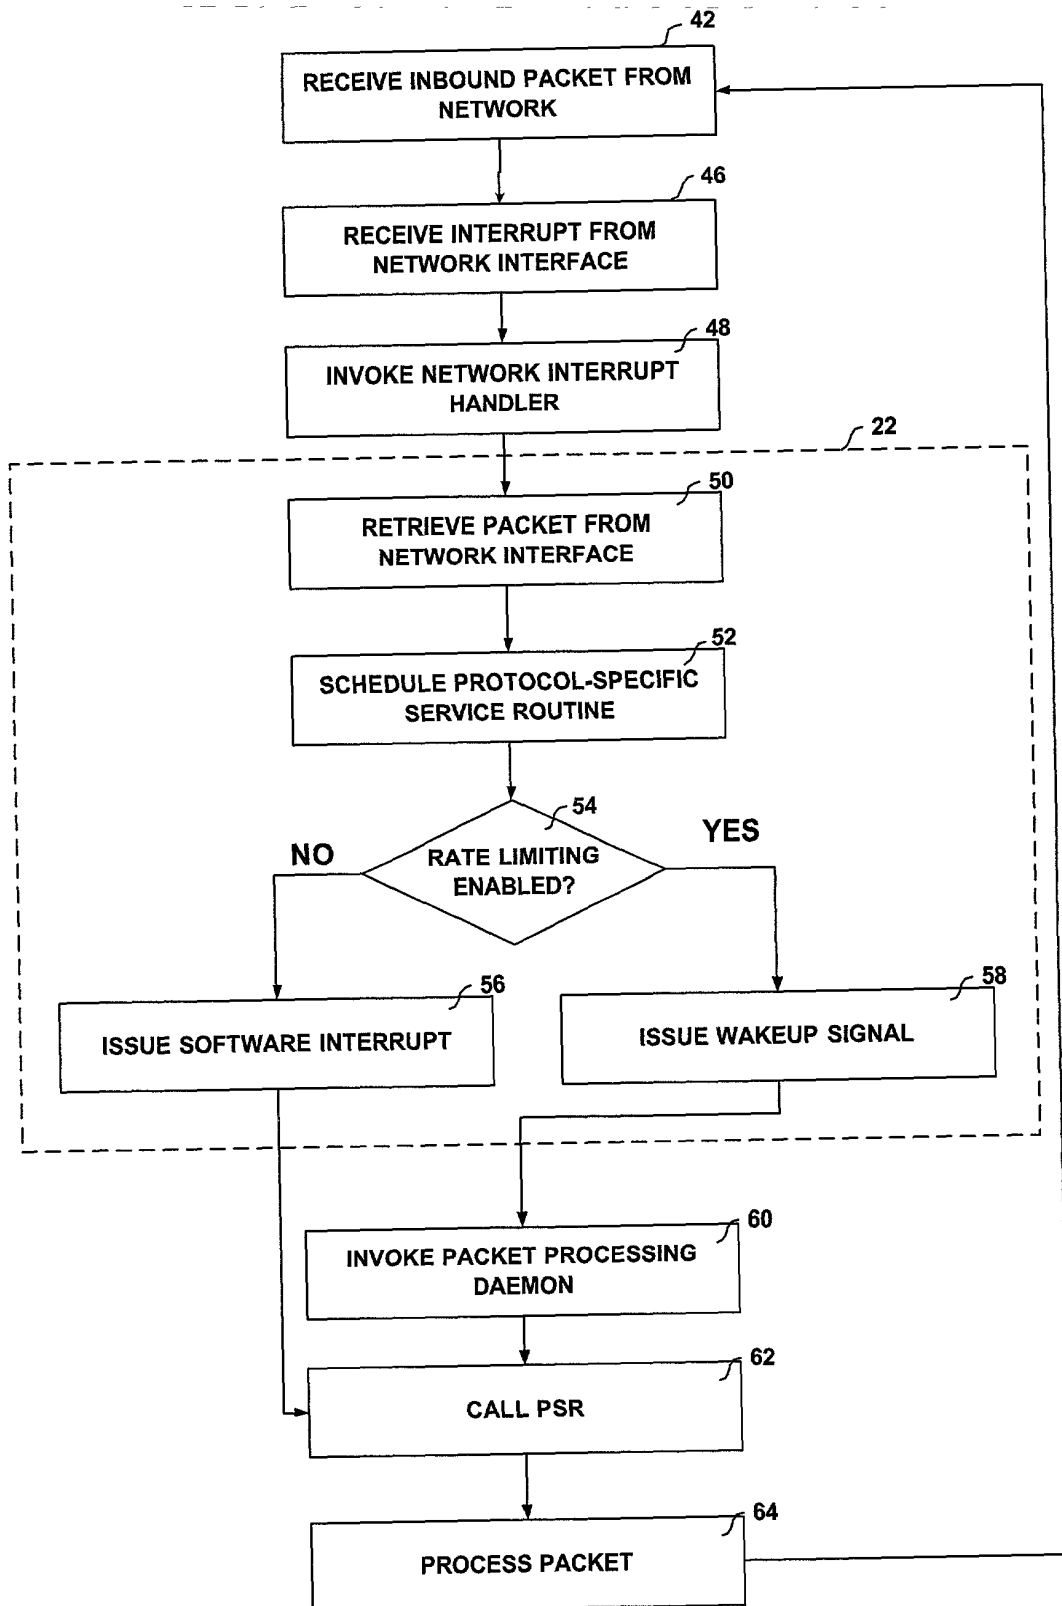 42
RECEIVE INBOUND PACKET FROM
NETWORK
46
RECEIVE INTERRUPT FROM
NETWORK INTERFACE
48
INVOKE NETWORK INTERRUPT
HANDLER
22
50
RETRIEVE PACKET FROM
NETWORK INTERFACE
52
SCHEDULE PROTOCOL-SPECIFIC
SERVICE ROUTINE
54
NO
YES
RATE LIMITING
ENABLED?
56
58
ISSUE SOFTWARE INTERRUPT
ISSUE WAKEUP SIGNAL
60
INVOKE PACKET PROCESSING
DAEMON
62
CALL PSR
64
PROCESS PACKET